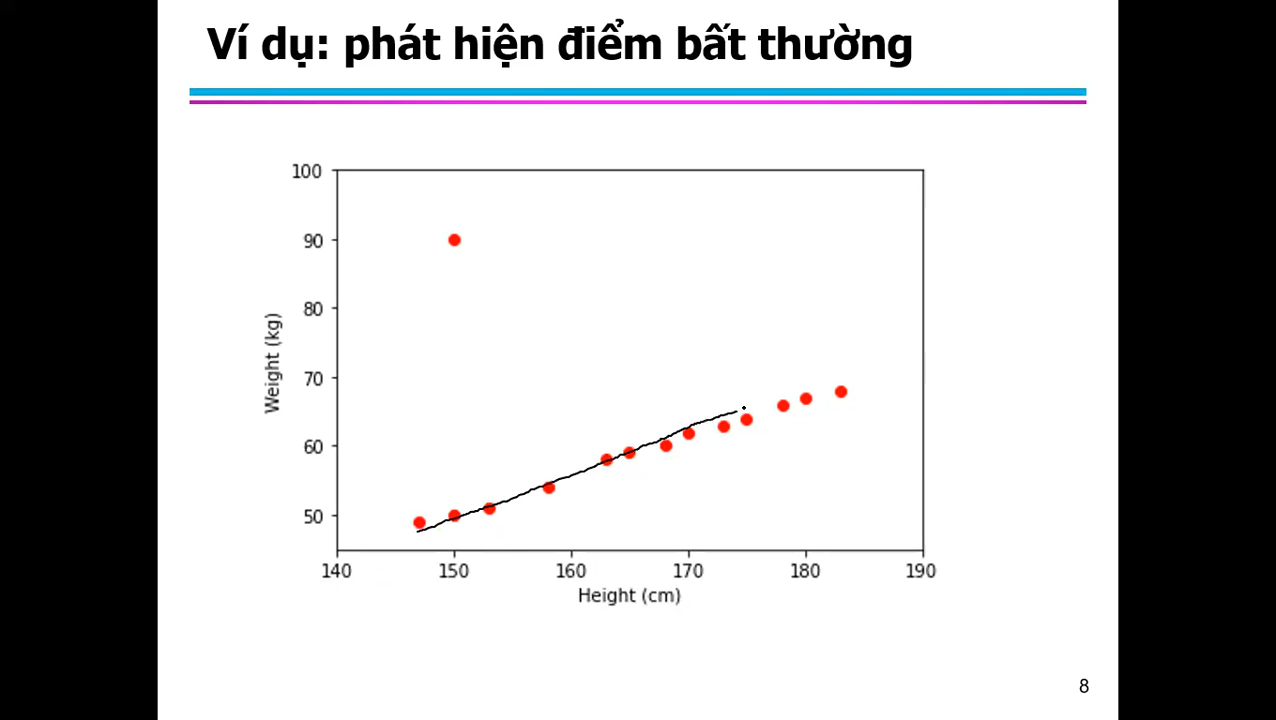 Ví dụ: phát hiện điểm bất thường
100
90
80
70
60
50
Weight (kg)
140 150 160 170 180 190
Height (cm)
8